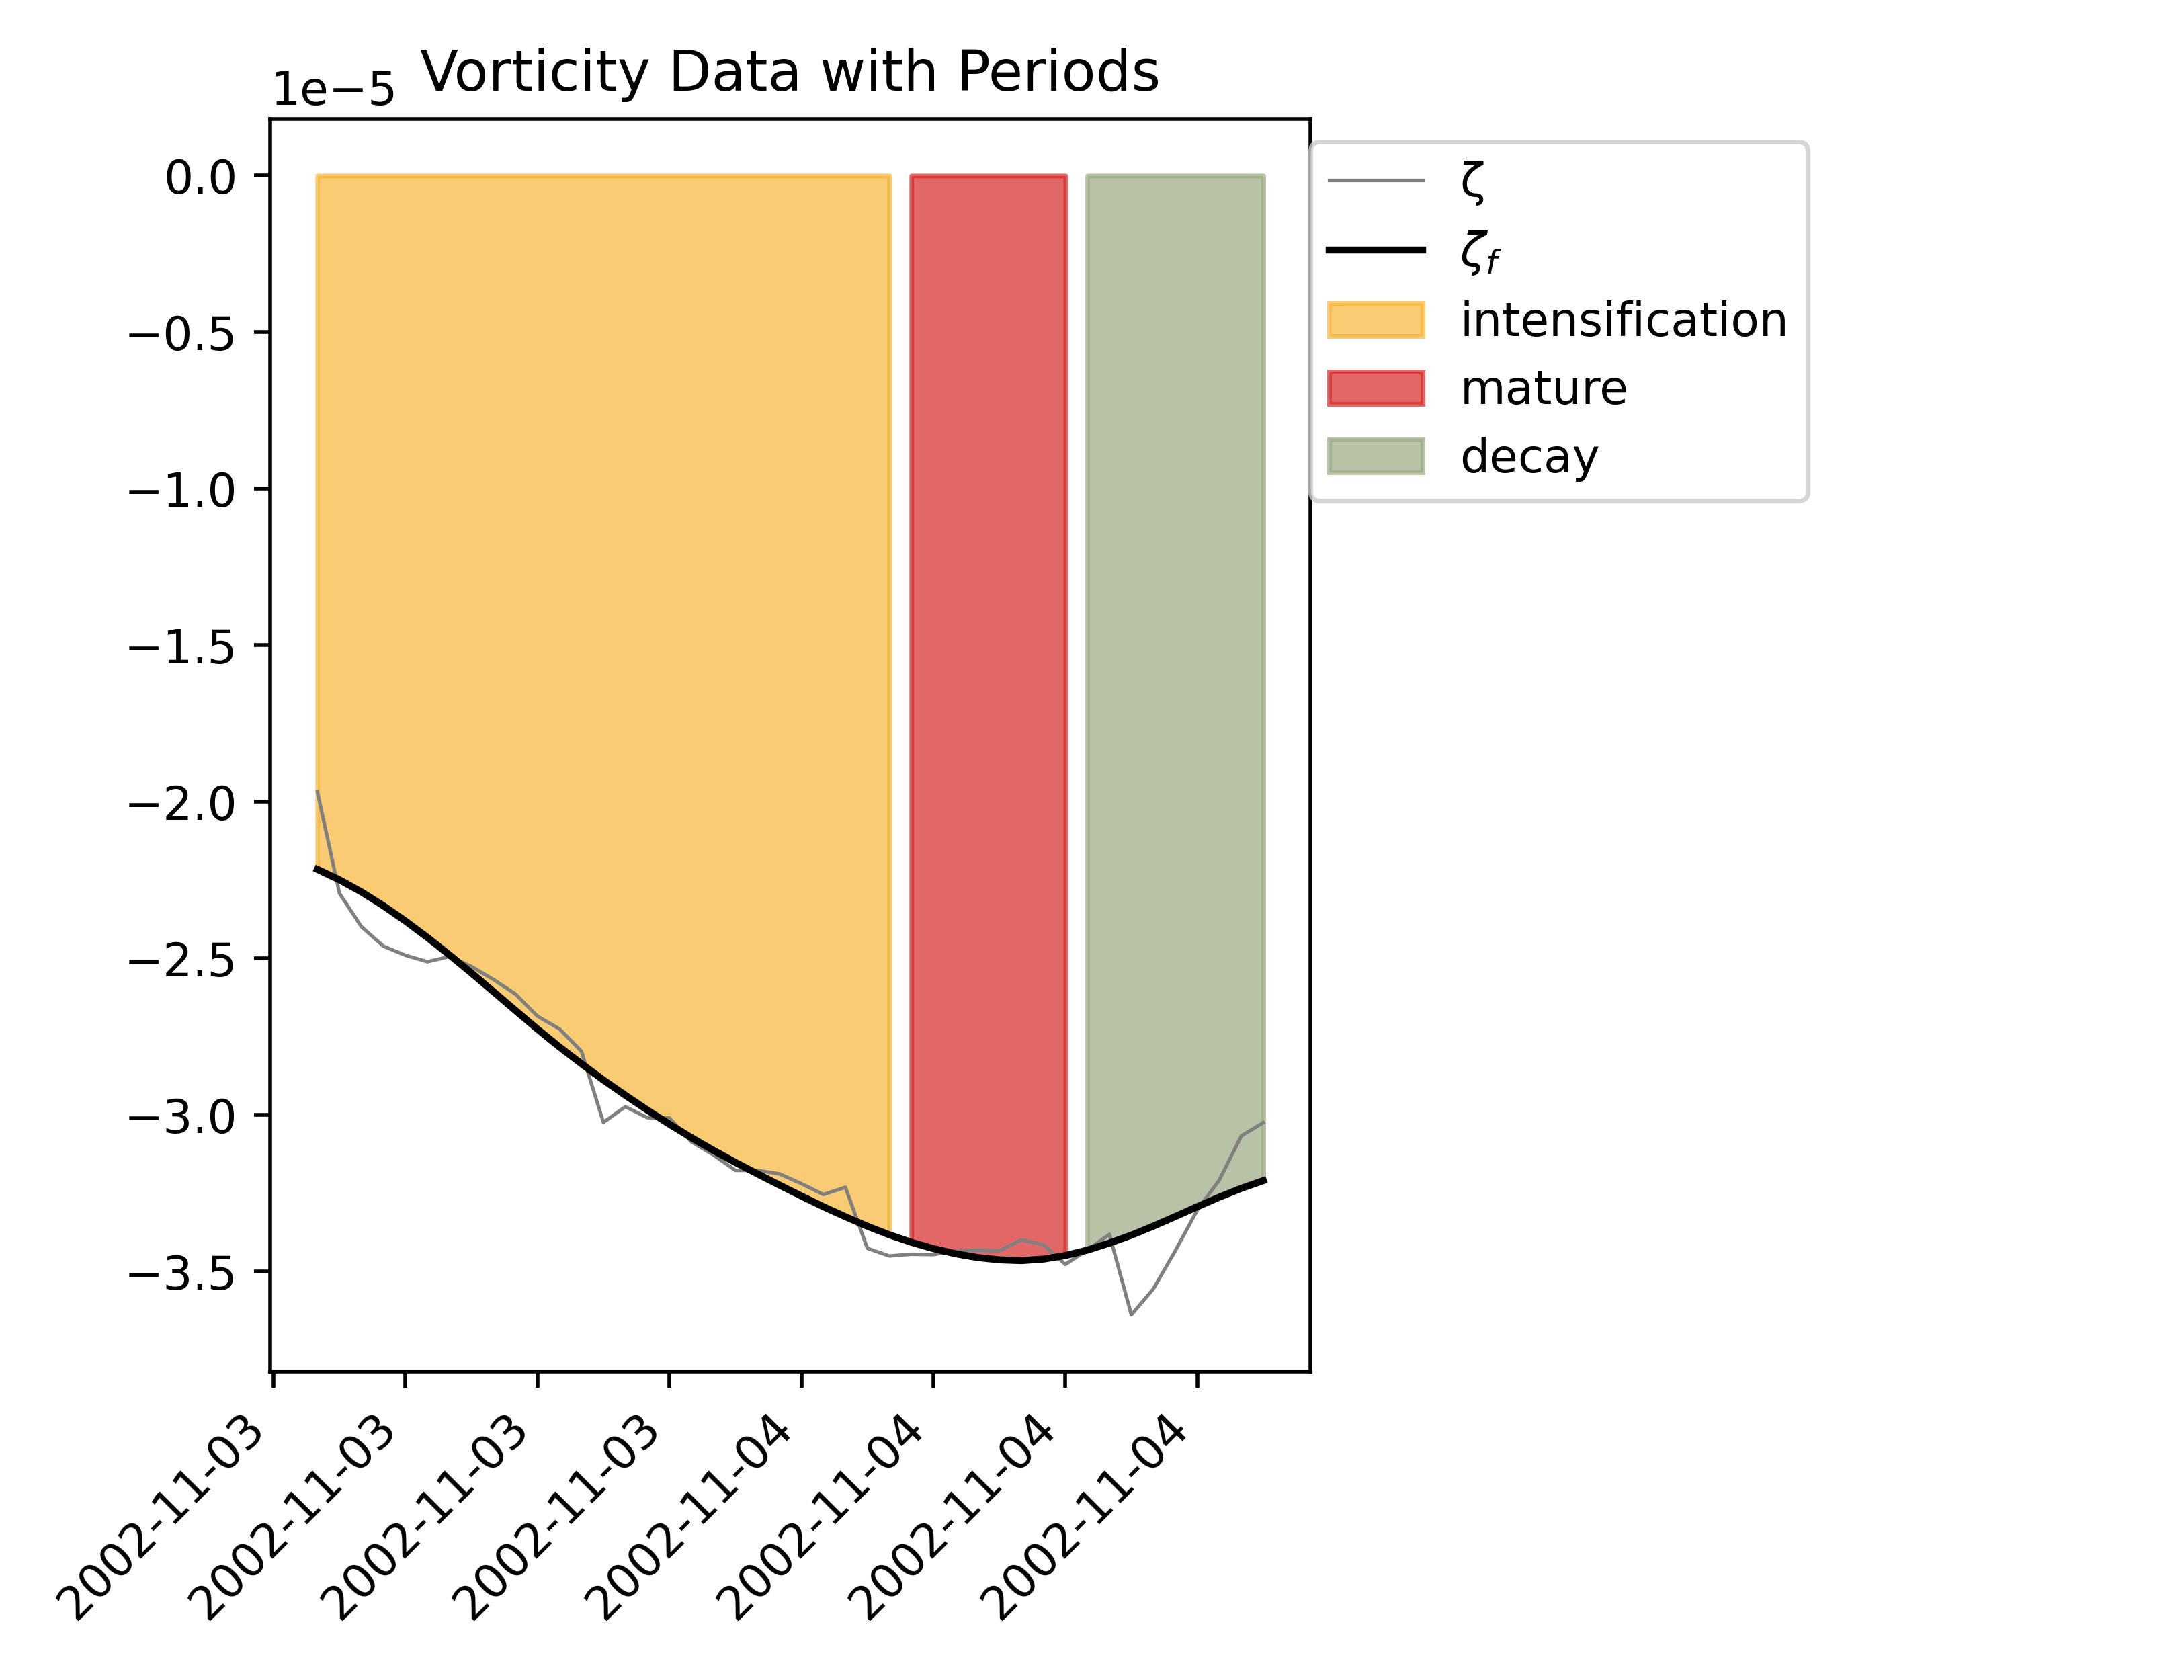 Vorticity Data with Periods
1e−5
0.0
−0.5
−1.0
−1.5
−2.0
−2.5
−3.0
−3.5
2002-11-03
2002-11-03
2002-11-03
2002-11-03
2002-11-04
2002-11-04
2002-11-04
2002-11-04
ζ
ζf
intensification
mature
decay